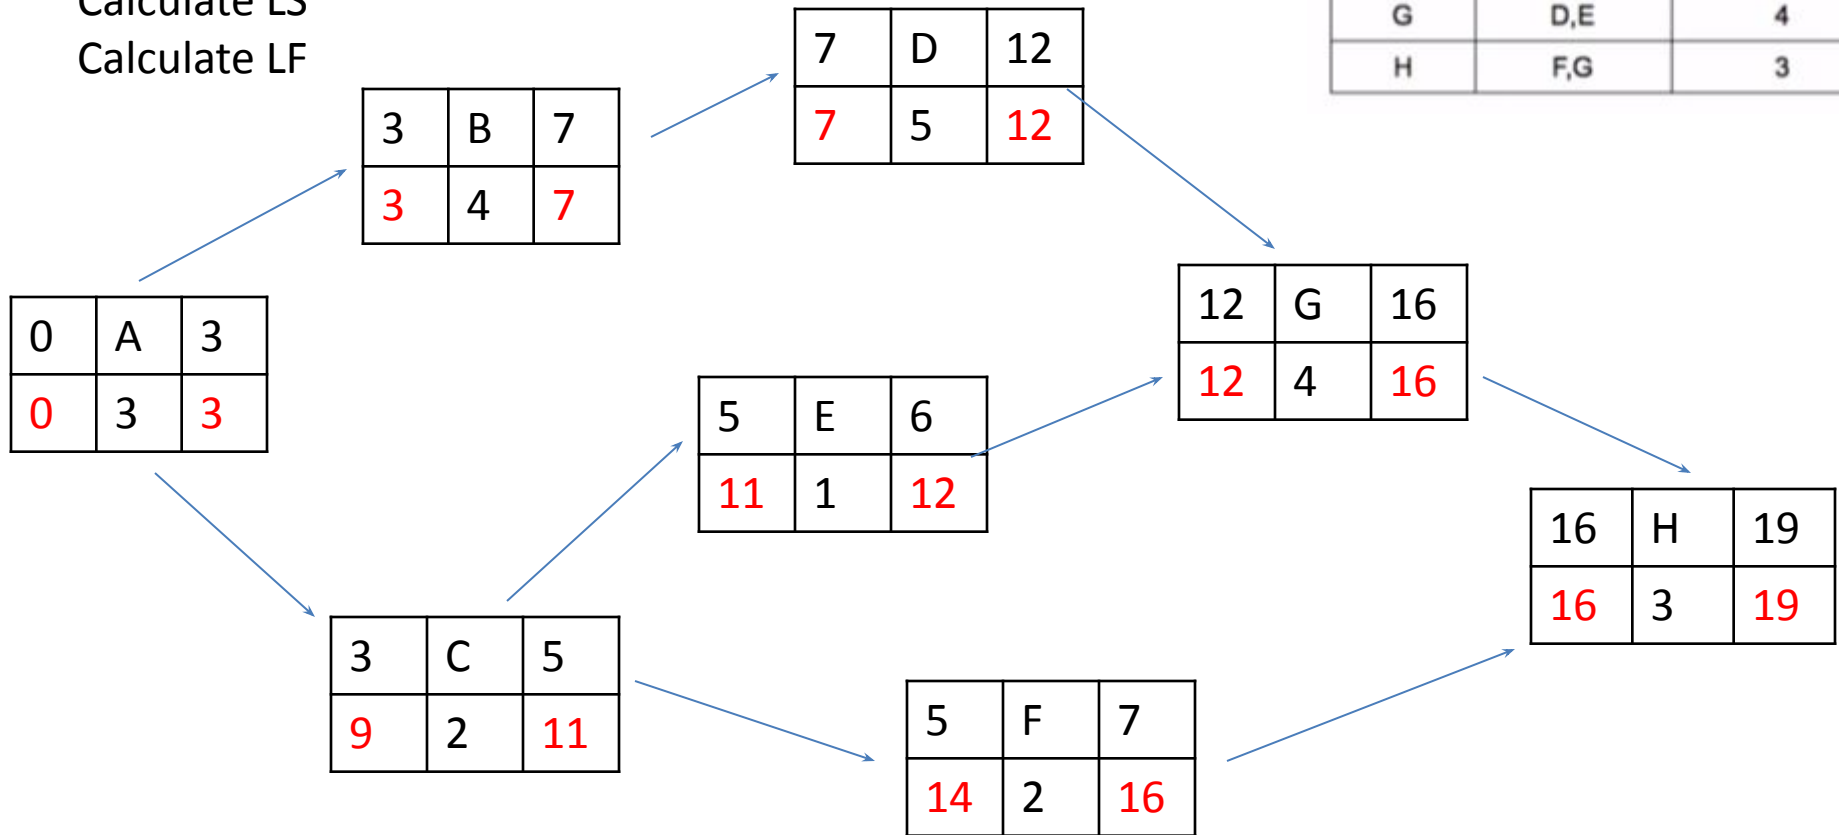 Calculate LS
Calculate LF
G D,E 4
H F,G 3
7 D 12
7 5 12
3 B 7
3 4 7
0 A 3
0 3 3
12 G 16
12 4 16
5 E 6
11 1 12
16 H 19
16 3 19
3 C 5
9 2 11
5 F 7
14 2 16